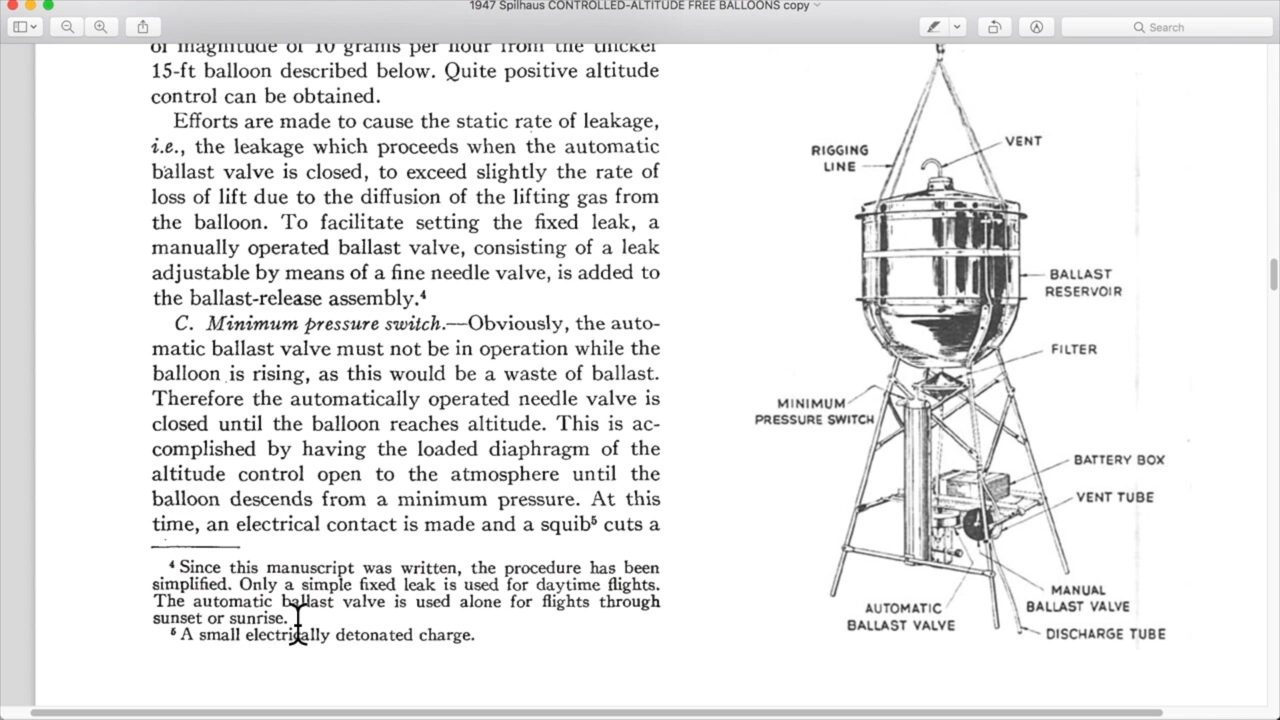 1947 Spilhaus CONTROLLED-ALTITUDE FREE BALLOONS copy
Search
of magnitude of 10 grams per hour from the thicker
15-ft balloon described below. Quite positive altitude
control can be obtained.
Efforts are made to cause the static rate of leakage,
i.e., the leakage which proceeds when the automatic
ballast valve is closed, to exceed slightly the rate of
loss of lift due to the diffusion of the lifting gas from
the balloon. To facilitate setting the fixed leak, a
manually operated ballast valve, consisting of a leak
adjustable by means of a fine needle valve, is added to
the ballast-release assembly.⁴
C. Minimum pressure switch.—Obviously, the auto-
matic ballast valve must not be in operation while the
balloon is rising, as this would be a waste of ballast.
Therefore the automatically operated needle valve is
closed until the balloon reaches altitude. This is ac-
complished by having the loaded diaphragm of the
altitude control open to the atmosphere until the
balloon descends from a minimum pressure. At this
time, an electrical contact is made and a squib⁵ cuts a
⁴ Since this manuscript was written, the procedure has been
simplified. Only a simple fixed leak is used for daytime flights.
The automatic ballast valve is used alone for flights through
sunset or sunrise.
⁵ A small electrically detonated charge.
VENT
RIGGING
LINE
BALLAST
RESERVOIR
FILTER
MINIMUM
PRESSURE SWITCH
BATTERY BOX
VENT TUBE
MANUAL
BALLAST VALVE
AUTOMATIC
BALLAST VALVE
DISCHARGE TUBE